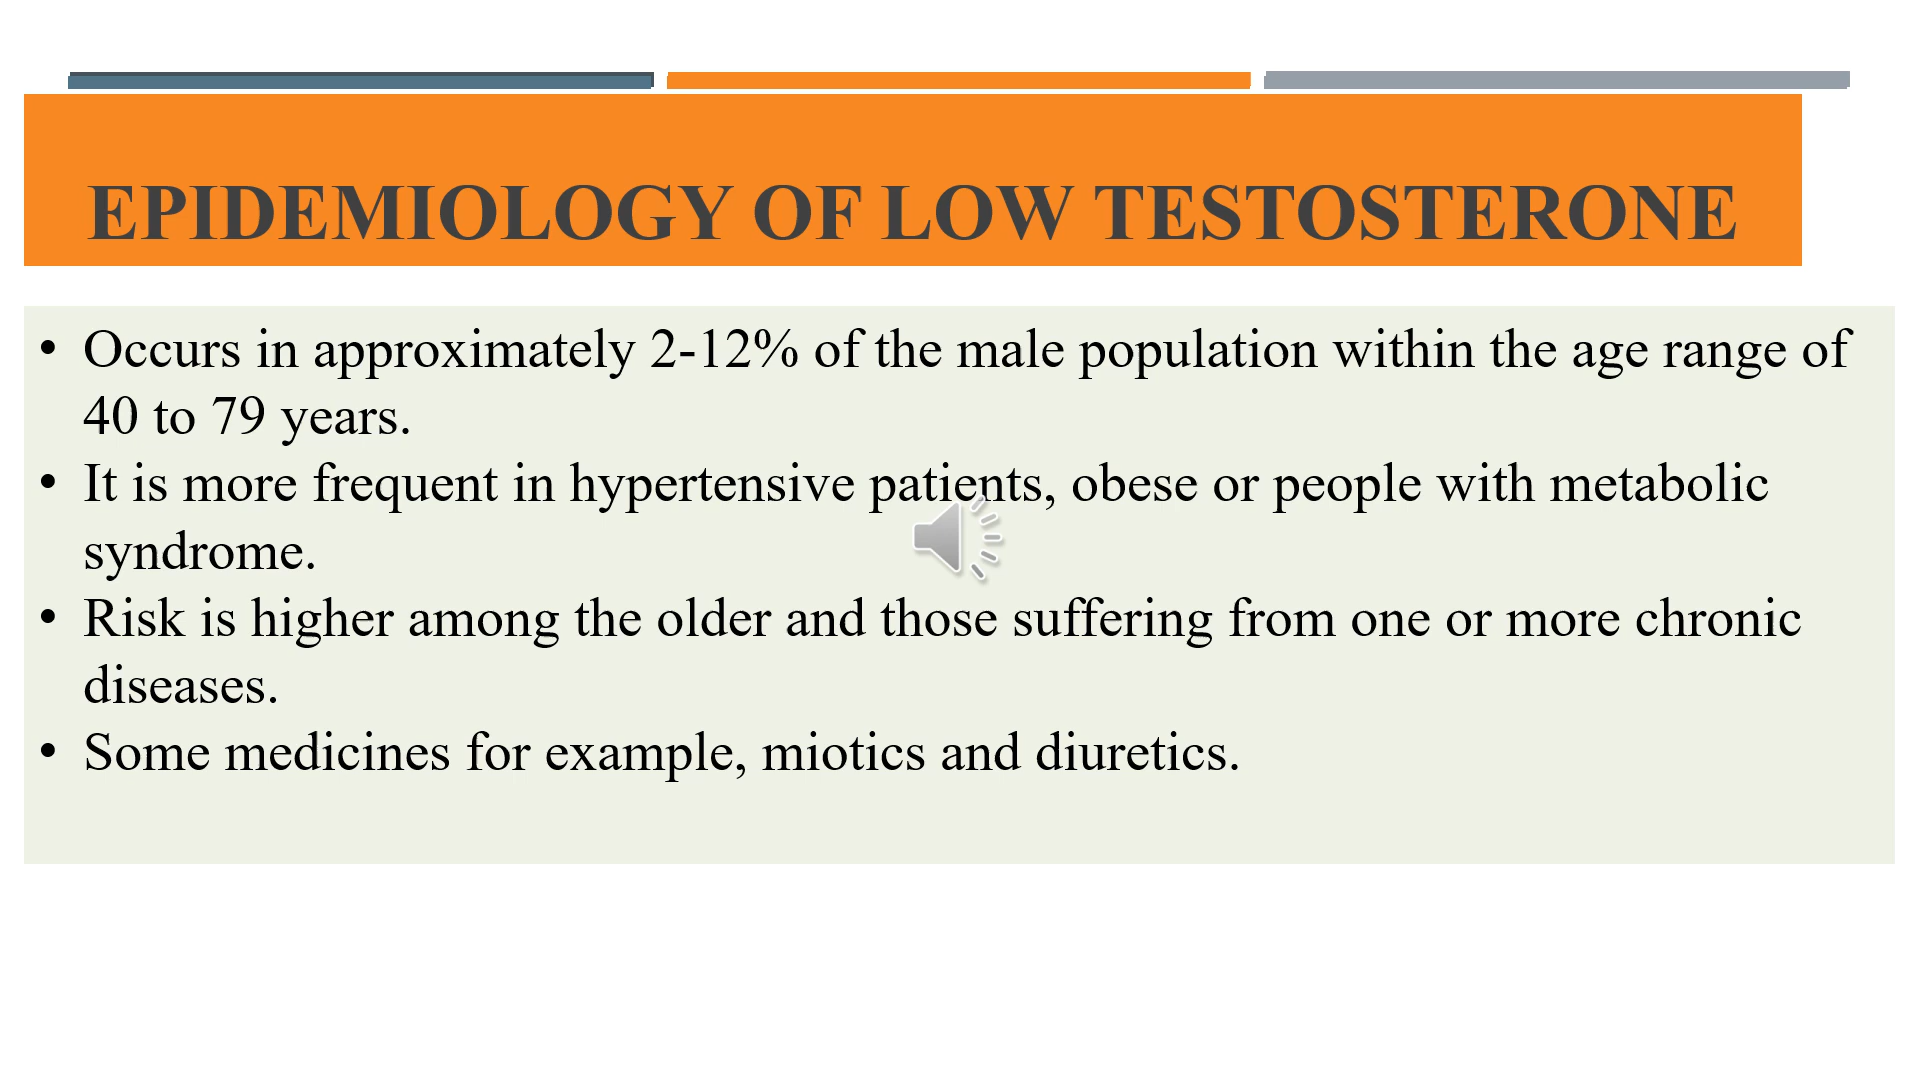 EPIDEMIOLOGY OF LOW TESTOSTERONE
• Occurs in approximately 2-12% of the male population within the age range of
40 to 79 years.
• It is more frequent in hypertensive patients, obese or people with metabolic
syndrome.
• Risk is higher among the older and those suffering from one or more chronic
diseases.
• Some medicines for example, miotics and diuretics.